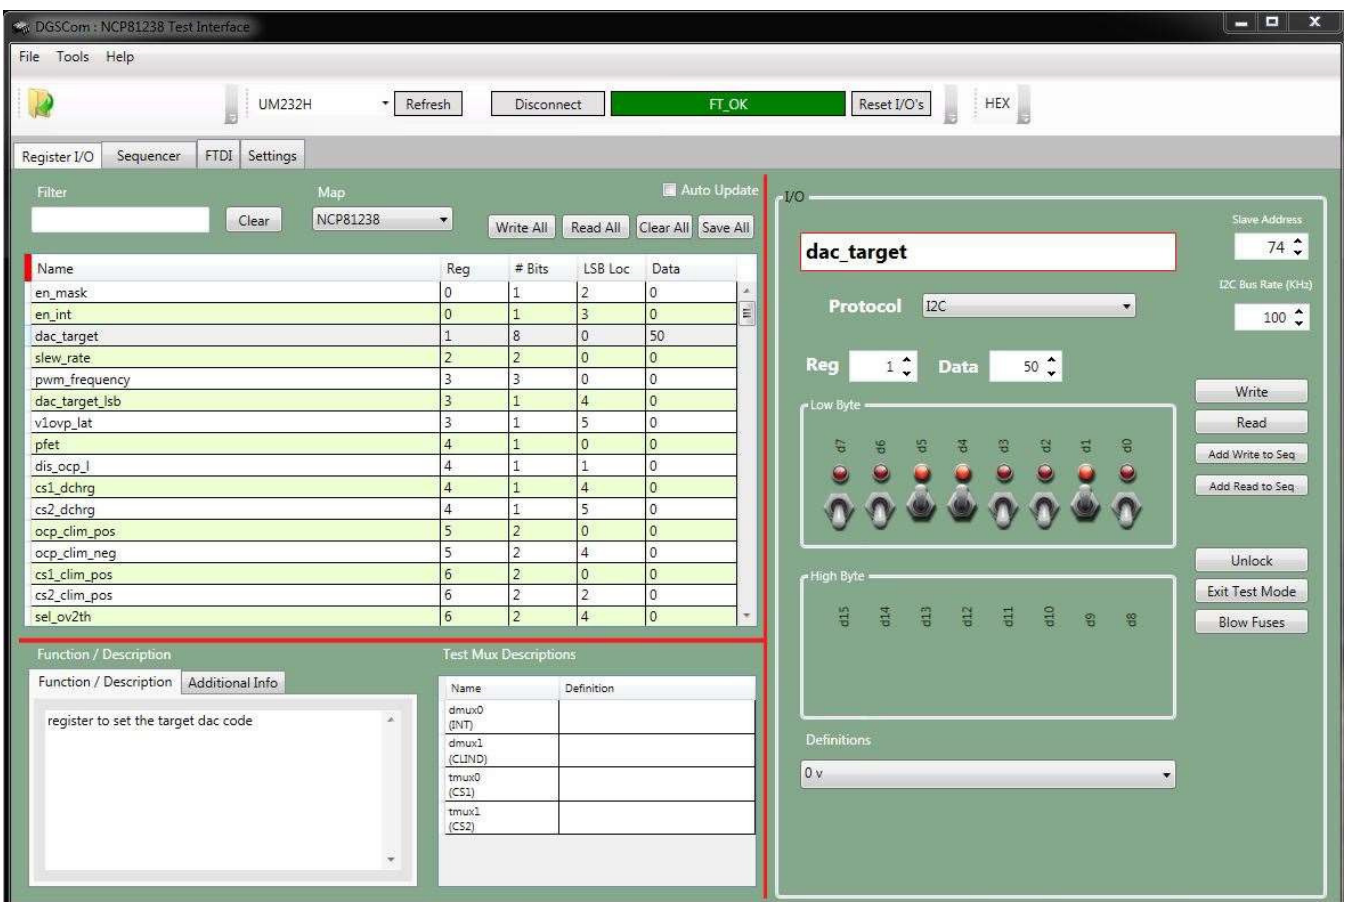 DGSCom : NCP81238 Test Interface
File Tools Help
UM232H Refresh Disconnect FT_OK Reset I/O's HEX
Register I/O Sequencer FTDI Settings
Filter Map Auto Update
Clear NCP81238 Write All Read All Clear All Save All
Name Reg # Bits LSB Loc Data
en_mask 0 1 2 0
en_int 0 1 3 0
dac_target 1 8 0 50
slew_rate 2 2 0 0
pwm_frequency 3 3 0 0
dac_target_lsb 3 1 4 0
v1ovp_lat 3 1 5 0
pfet 4 1 0 0
dis_ocp_l 4 1 1 0
cs1_dchrg 4 1 4 0
cs2_dchrg 4 1 5 0
ocp_clim_pos 5 2 0 0
ocp_clim_neg 5 2 4 0
cs1_clim_pos 6 2 0 0
cs2_clim_pos 6 2 2 0
sel_ov2th 6 2 4 0
Function / Description
Function / Description Additional Info
register to set the target dac code
Test Mux Descriptions
Name Definition
dmux0
(INT)
dmux1
(CLIND)
tmux0
(CS1)
tmux1
(CS2)
I/O
dac_target
Slave Address
74
Protocol I2C
I2C Bus Rate (KHz)
100
Reg 1 Data 50
Low Byte
d7 d6 d5 d4 d3 d2 d1 d0
High Byte
d15 d14 d13 d12 d11 d10 d9 d8
Definitions
0 v
Write
Read
Add Write to Seq
Add Read to Seq
Unlock
Exit Test Mode
Blow Fuses